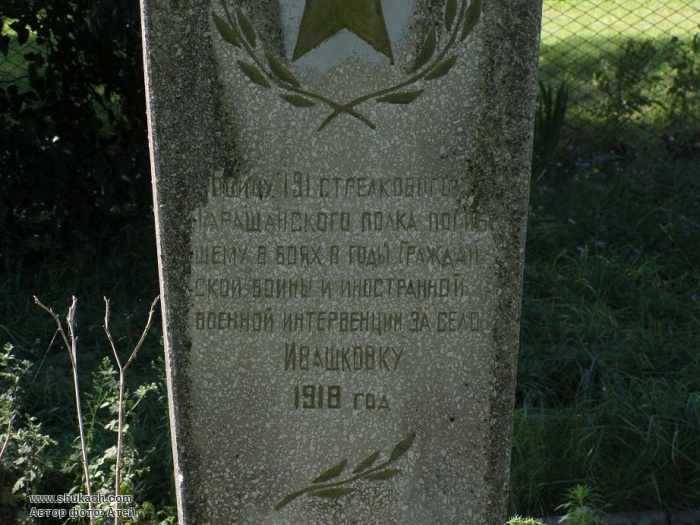 Бойцу 191 стрелкового
Таращанского полка погиб
шему в боях в годы Граждан
ской войны и иностранной
военной интервенции за село
Ивашковку
1918 год
www.shukach.com
Автор фото: Атей